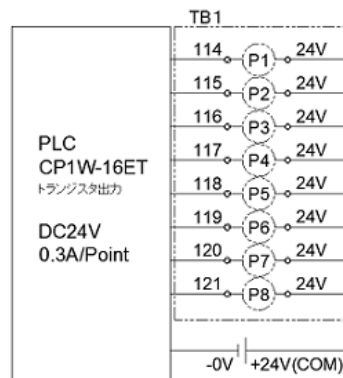 TB1
114 P1 24V
115 P2 24V
116 P3 24V
117 P4 24V
118 P5 24V
119 P6 24V
120 P7 24V
121 P8 24V
PLC
CP1W-16ET
トランジスタ出力
DC24V
0.3A/Point
-0V +24V(COM)